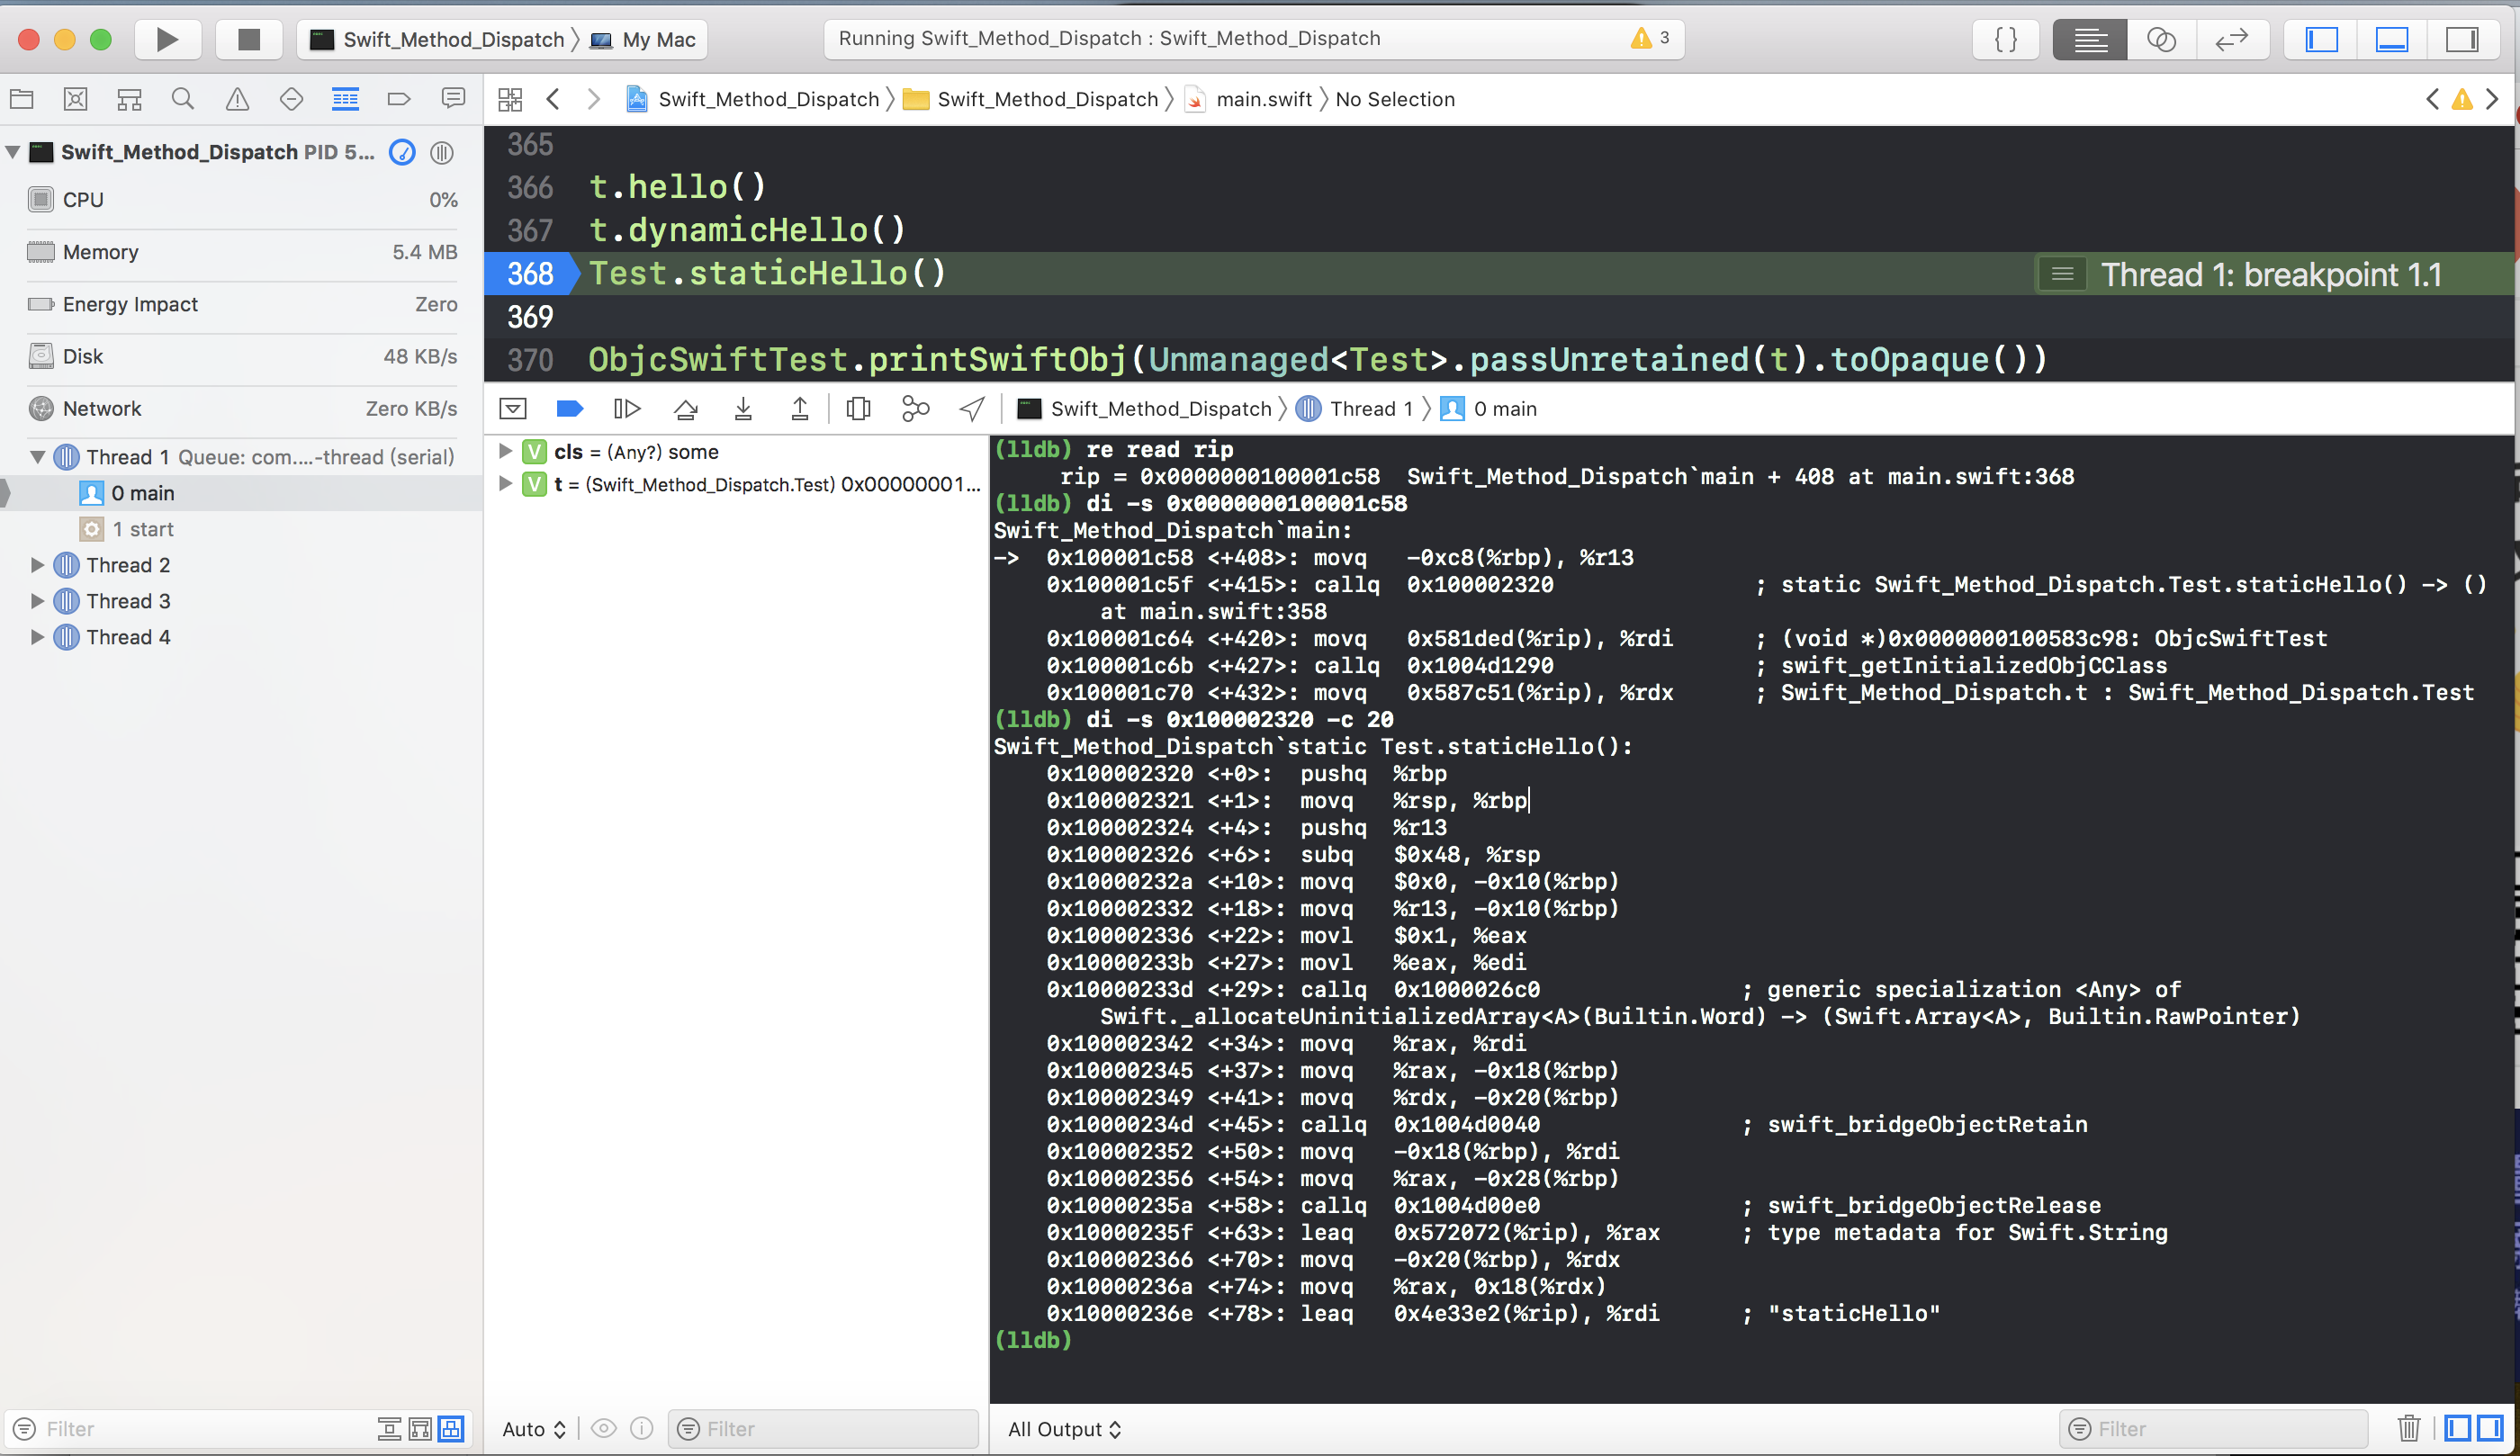 Swift_Method_Dispatch 〉 My Mac
Running Swift_Method_Dispatch : Swift_Method_Dispatch
3
{ }
Swift_Method_Dispatch 〉 Swift_Method_Dispatch 〉 main.swift 〉 No Selection
Swift_Method_Dispatch PID 5...
CPU 0%
Memory 5.4 MB
Energy Impact Zero
Disk 48 KB/s
Network Zero KB/s
Thread 1 Queue: com....-thread (serial)
0 main
1 start
Thread 2
Thread 3
Thread 4
Filter
365
366 t.hello()
367 t.dynamicHello()
368 Test.staticHello() Thread 1: breakpoint 1.1
369
370 ObjcSwiftTest.printSwiftObj(Unmanaged<Test>.passUnretained(t).toOpaque())
Swift_Method_Dispatch 〉 Thread 1 〉 0 main
V cls = (Any?) some
V t = (Swift_Method_Dispatch.Test) 0x00000001...
Auto
Filter
(lldb) re read rip
rip = 0x0000000100001c58  Swift_Method_Dispatch`main + 408 at main.swift:368
(lldb) di -s 0x0000000100001c58
Swift_Method_Dispatch`main:
->  0x100001c58 <+408>: movq   -0xc8(%rbp), %r13
0x100001c5f <+415>: callq  0x100002320               ; static Swift_Method_Dispatch.Test.staticHello() -> ()
at main.swift:358
0x100001c64 <+420>: movq   0x581ded(%rip), %rdi      ; (void *)0x0000000100583c98: ObjcSwiftTest
0x100001c6b <+427>: callq  0x1004d1290               ; swift_getInitializedObjCClass
0x100001c70 <+432>: movq   0x587c51(%rip), %rdx      ; Swift_Method_Dispatch.t : Swift_Method_Dispatch.Test
(lldb) di -s 0x100002320 -c 20
Swift_Method_Dispatch`static Test.staticHello():
0x100002320 <+0>:  pushq  %rbp
0x100002321 <+1>:  movq   %rsp, %rbp
0x100002324 <+4>:  pushq  %r13
0x100002326 <+6>:  subq   $0x48, %rsp
0x10000232a <+10>: movq   $0x0, -0x10(%rbp)
0x100002332 <+18>: movq   %r13, -0x10(%rbp)
0x100002336 <+22>: movl   $0x1, %eax
0x10000233b <+27>: movl   %eax, %edi
0x10000233d <+29>: callq  0x1000026c0               ; generic specialization <Any> of
Swift._allocateUninitializedArray<A>(Builtin.Word) -> (Swift.Array<A>, Builtin.RawPointer)
0x100002342 <+34>: movq   %rax, %rdi
0x100002345 <+37>: movq   %rax, -0x18(%rbp)
0x100002349 <+41>: movq   %rdx, -0x20(%rbp)
0x10000234d <+45>: callq  0x1004d0040               ; swift_bridgeObjectRetain
0x100002352 <+50>: movq   -0x18(%rbp), %rdi
0x100002356 <+54>: movq   %rax, -0x28(%rbp)
0x10000235a <+58>: callq  0x1004d00e0               ; swift_bridgeObjectRelease
0x10000235f <+63>: leaq   0x572072(%rip), %rax      ; type metadata for Swift.String
0x100002366 <+70>: movq   -0x20(%rbp), %rdx
0x10000236a <+74>: movq   %rax, 0x18(%rdx)
0x10000236e <+78>: leaq   0x4e33e2(%rip), %rdi      ; "staticHello"
(lldb)
All Output
Filter